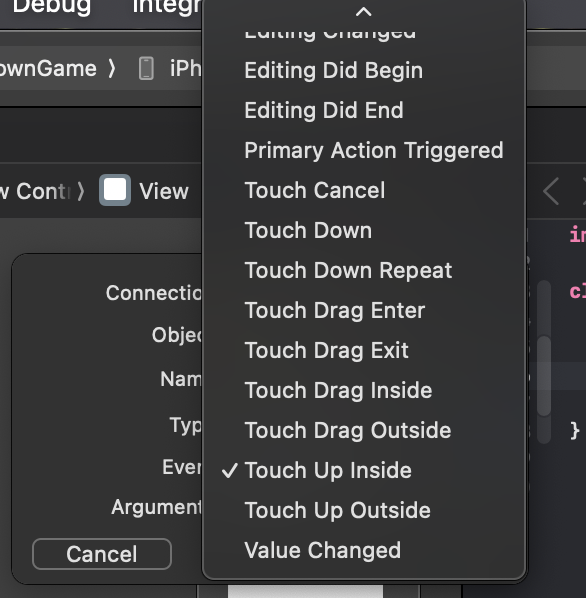 Debug Integr
ownGame 〉 iPh
w Cont 〉 View
Editing Changed
Editing Did Begin
Editing Did End
Primary Action Triggered
Touch Cancel
Touch Down
Touch Down Repeat
Touch Drag Enter
Touch Drag Exit
Touch Drag Inside
Touch Drag Outside
✓ Touch Up Inside
Touch Up Outside
Value Changed
Connectio
Objec
Nam
Typ
Even
Argument
Cancel
in
cl
}